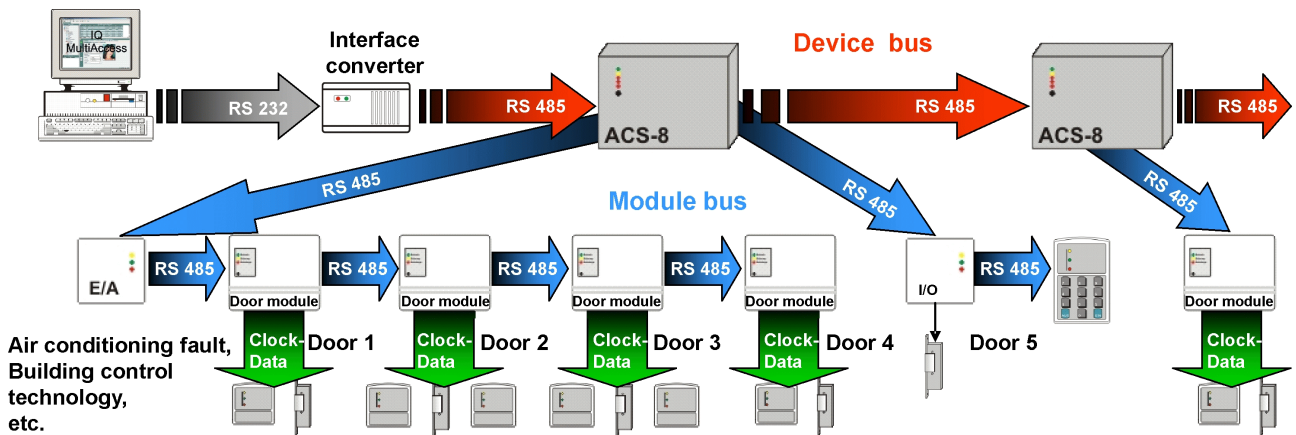 IQ
MultiAccess
Interface
converter
Device bus
RS 232
RS 485
RS 485
RS 485
ACS-8
ACS-8
RS 485
RS 485
RS 485
Module bus
E/A
RS 485
RS 485
RS 485
RS 485
I/O
RS 485
Door module
Door module
Door module
Door module
Door module
Air conditioning fault,
Building control
technology,
etc.
Clock-
Data
Door 1
Clock-
Data
Door 2
Clock-
Data
Door 3
Clock-
Data
Door 4
Door 5
Clock-
Data